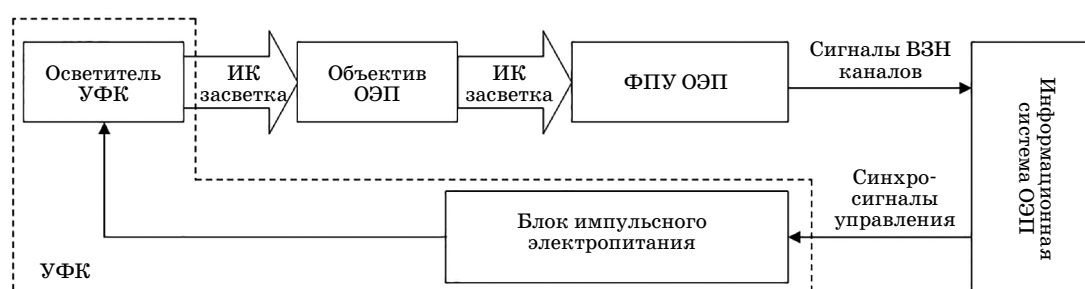 Осветитель
УФК
ИК
засветка
Объектив
ОЭП
ИК
засветка
ФПУ ОЭП
Сигналы ВЗН
каналов
Информационная
система ОЭП
Синхро-
сигналы
управления
Блок импульсного
электропитания
УФК